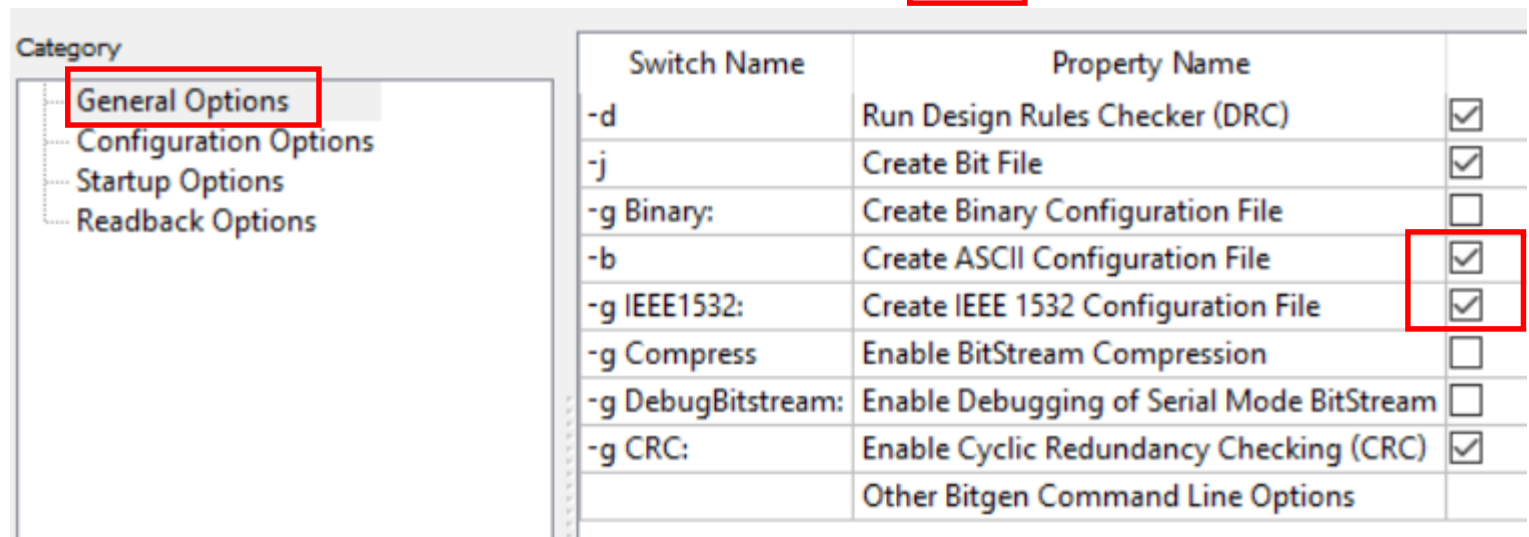 Category
General Options
Configuration Options
Startup Options
Readback Options
Switch Name Property Name
-d Run Design Rules Checker (DRC)
-j Create Bit File
-g Binary: Create Binary Configuration File
-b Create ASCII Configuration File
-g IEEE1532: Create IEEE 1532 Configuration File
-g Compress Enable BitStream Compression
-g DebugBitstream: Enable Debugging of Serial Mode BitStream
-g CRC: Enable Cyclic Redundancy Checking (CRC)
Other Bitgen Command Line Options